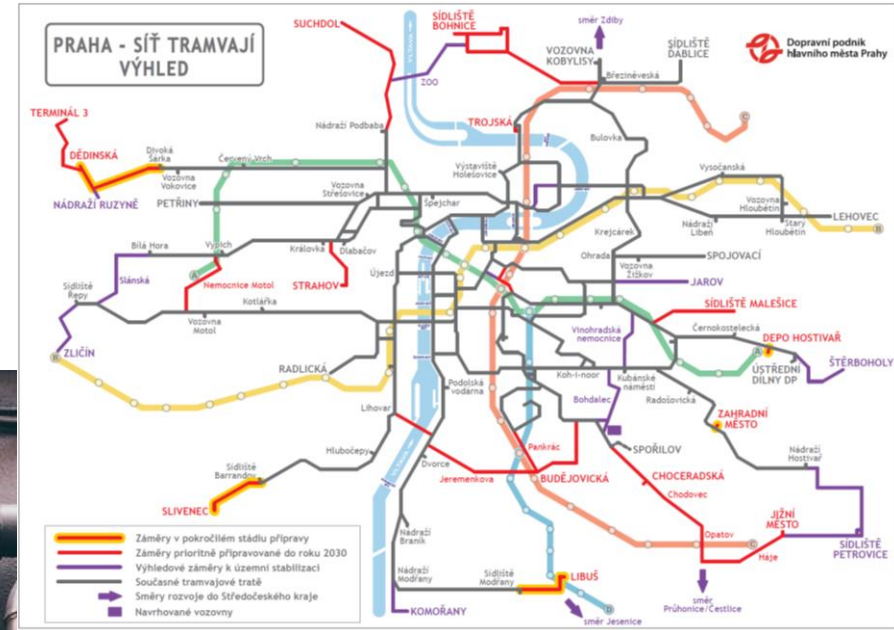 PRAHA - SÍŤ TRAMVAJÍ
VÝHLED
SUCHDOL
SÍDLIŠTĚ
BOHNICE
směr Zdiby
VOZOVNA
KOBYLISY
SÍDLIŠTĚ
ĎÁBLICE
Březiněveská
Dopravní podnik
hlavního města Prahy
VLTAVA
ZOO
C
TERMINÁL 3
DĚDINSKÁ
Divoká
Šárka
Vozovna
Vokovice
Červený Vrch
Nádraží Podbaba
TROJSKÁ
Bulovka
NÁDRAŽÍ RUZYNĚ
PETŘINY
Vozovna
Střešovice
Špejchar
Výstaviště
Holešovice
Vysočanská
Vozovna
Hloubětín
LEHOVEC
Nádraží
Libeň
Starý
Hloubětín
B
Krejcárek
Bílá Hora
Vypich
Královka
Dlabačov
Ohrada
SPOJOVACÍ
Vozovna
Žižkov
A
Slánská
Nemocnice Motol
STRAHOV
Újezd
JAROV
Sídliště
Řepy
Kotlářka
SÍDLIŠTĚ MALEŠICE
Vozovna
Motol
Vinohradská
nemocnice
Černokostelecká
DEPO HOSTIVAŘ
ZLIČÍN
B
A
RADLICKÁ
Koh-i-noor
Kubánské
náměstí
ÚSTŘEDNÍ
DÍLNY DP
ŠTĚRBOHOLY
Podolská
vodárna
Bohdalec
Radošovická
Lihovar
ZAHRADNÍ
MĚSTO
Hlubočepy
Dvorce
Pankrác
SPOŘILOV
Nádraží
Hostivař
Sídliště
Barrandov
VLTAVA
Jeremenkova
BUDĚJOVICKÁ
CHOCERADSKÁ
Chodovec
SLIVENEC
Opatov
JIŽNÍ
MĚSTO
C
Háje
SÍDLIŠTĚ
PETROVICE
Nádraží
Braník
Nádraží
Modřany
Sídliště
Modřany
LIBUŠ
KOMOŘANY
D
směr Jesenice
směr
Průhonice/Čestlice
Záměry v pokročilém stádiu přípravy
Záměry prioritně připravované do roku 2030
Výhledové záměry k územní stabilizaci
Současné tramvajové tratě
Směry rozvoje do Středočeského kraje
Navrhované vozovny